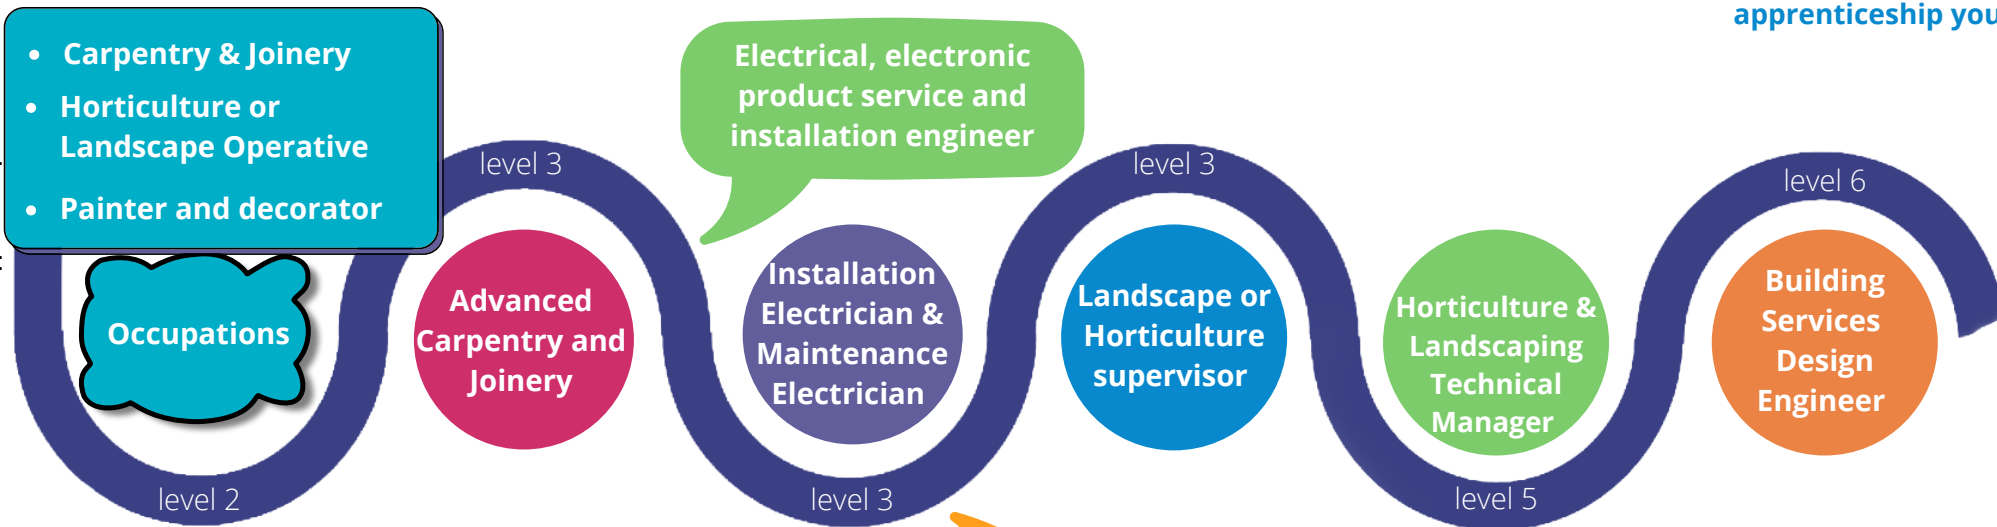 apprenticeship you
Carpentry & Joinery
Horticulture or
Landscape Operative
Painter and decorator
Electrical, electronic
product service and
installation engineer
level 3
level 3
level 6
Occupations
Advanced
Carpentry and
Joinery
Installation
Electrician &
Maintenance
Electrician
Landscape or
Horticulture
supervisor
Horticulture &
Landscaping
Technical
Manager
Building
Services
Design
Engineer
level 2
level 3
level 5